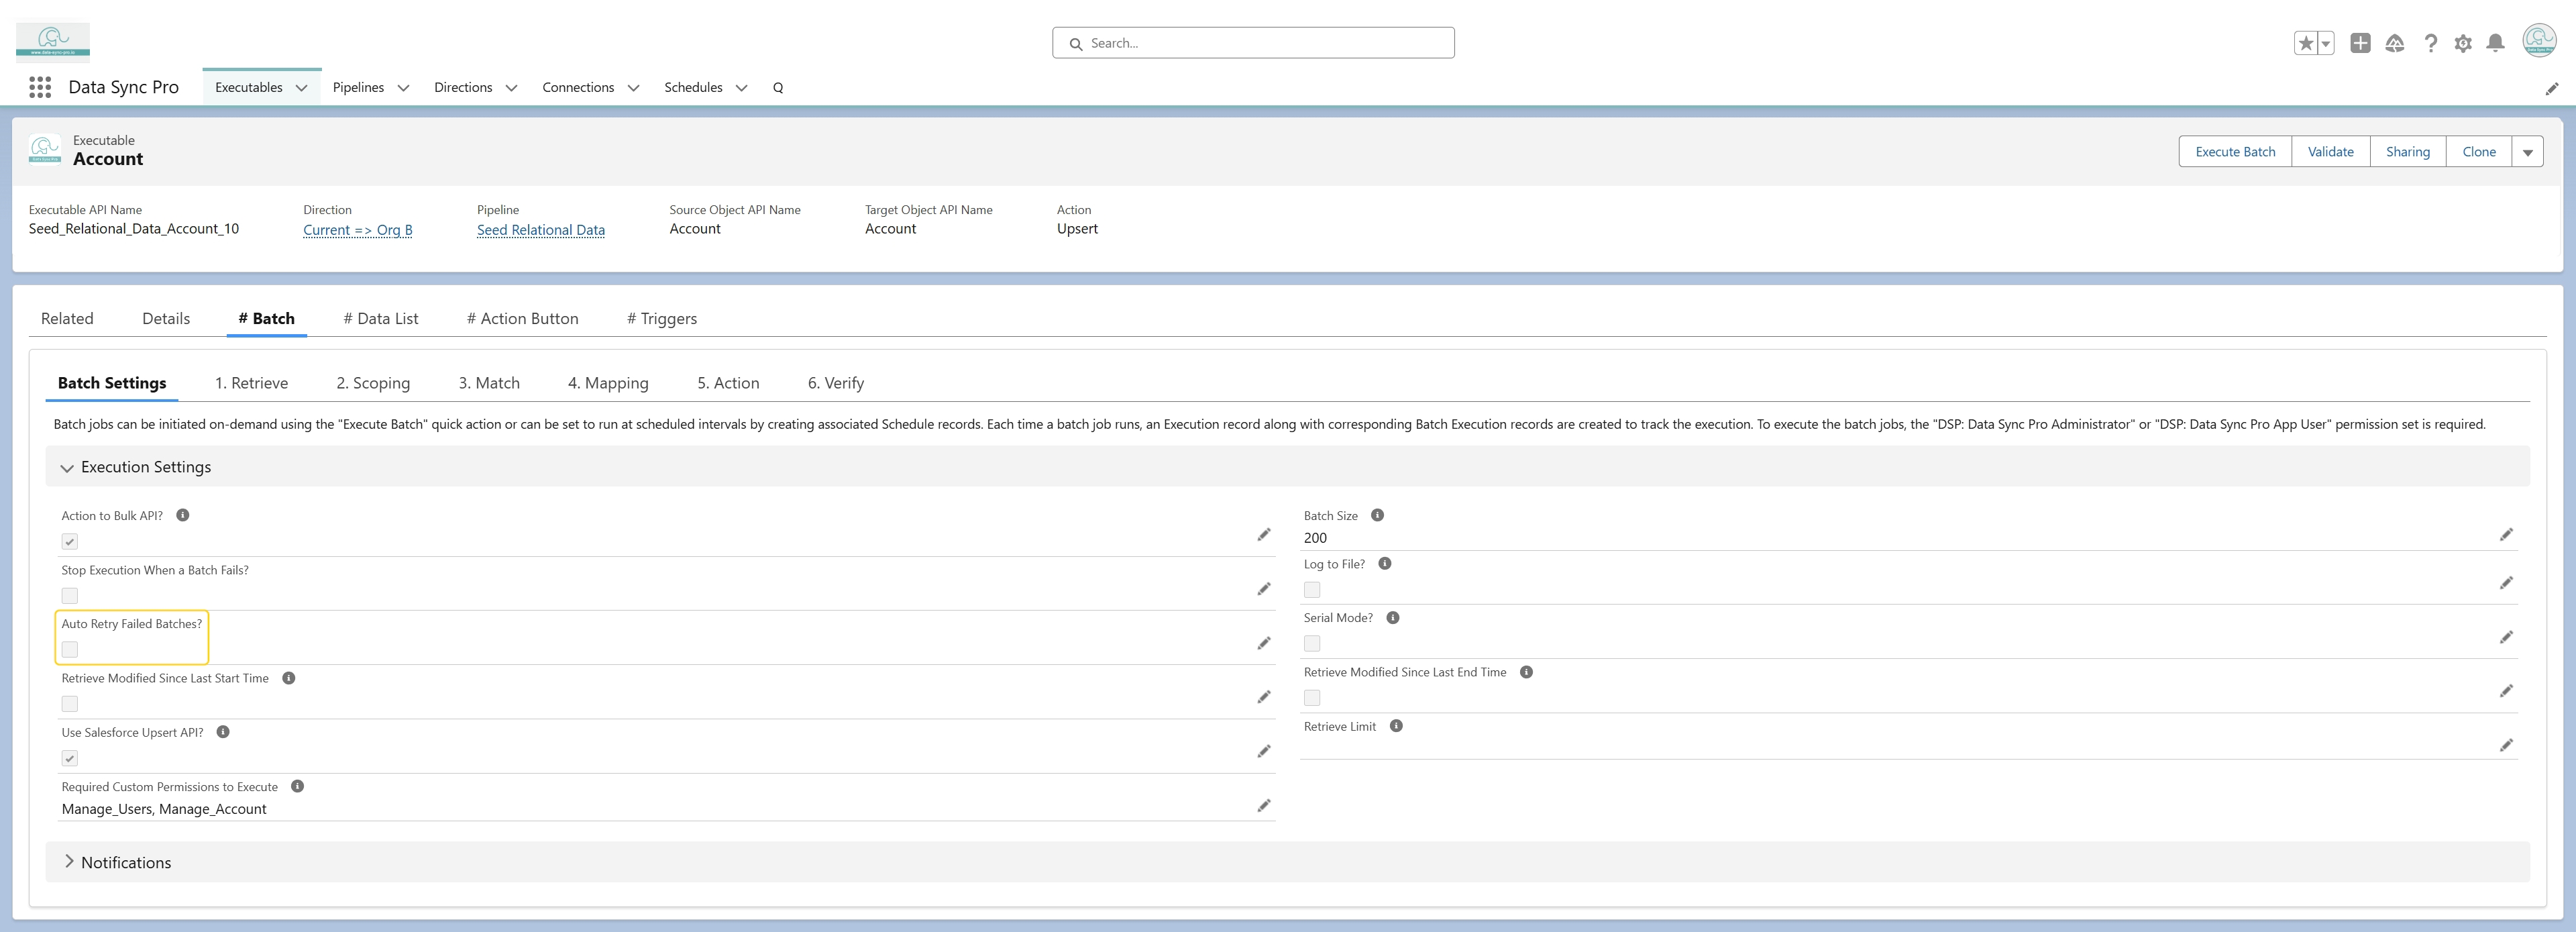 www.data-sync-pro.io
Search...
Data Sync Pro
Executables
Pipelines
Directions
Connections
Schedules
Q
Data Sync Pro
Executable
Account
Execute Batch
Validate
Sharing
Clone
Executable API Name
Seed_Relational_Data_Account_10
Direction
Current => Org B
Pipeline
Seed Relational Data
Source Object API Name
Account
Target Object API Name
Account
Action
Upsert
Related
Details
# Batch
# Data List
# Action Button
# Triggers
Batch Settings
1. Retrieve
2. Scoping
3. Match
4. Mapping
5. Action
6. Verify
Batch jobs can be initiated on-demand using the "Execute Batch" quick action or can be set to run at scheduled intervals by creating associated Schedule records. Each time a batch job runs, an Execution record along with corresponding Batch Execution records are created to track the execution. To execute the batch jobs, the "DSP: Data Sync Pro Administrator" or "DSP: Data Sync Pro App User" permission set is required.
Execution Settings
Action to Bulk API?
Batch Size
200
Stop Execution When a Batch Fails?
Log to File?
Auto Retry Failed Batches?
Serial Mode?
Retrieve Modified Since Last Start Time
Retrieve Modified Since Last End Time
Use Salesforce Upsert API?
Retrieve Limit
Required Custom Permissions to Execute
Manage_Users, Manage_Account
Notifications